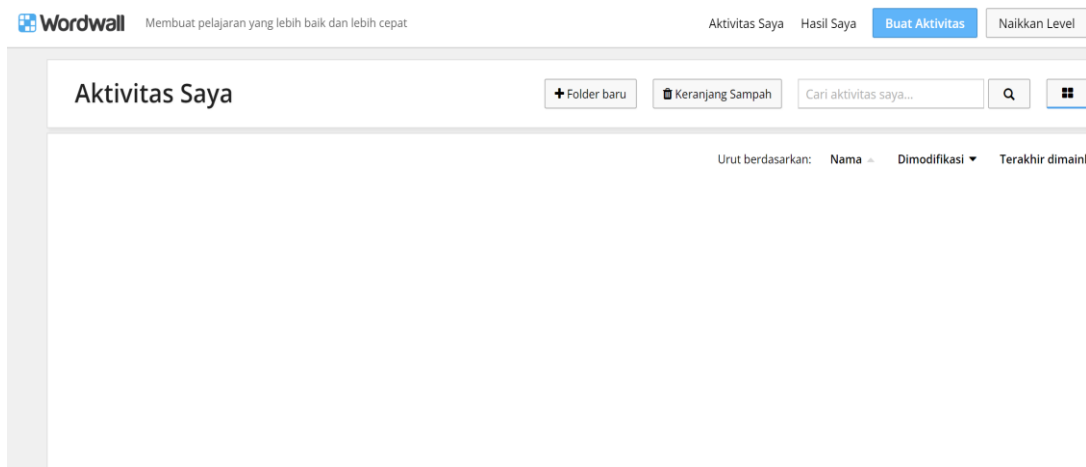 Wordwall Membuat pelajaran yang lebih baik dan lebih cepat Aktivitas Saya Hasil Saya Buat Aktivitas Naikkan Level
Aktivitas Saya + Folder baru Keranjang Sampah Cari aktivitas saya...
Urut berdasarkan: Nama Dimodifikasi Terakhir